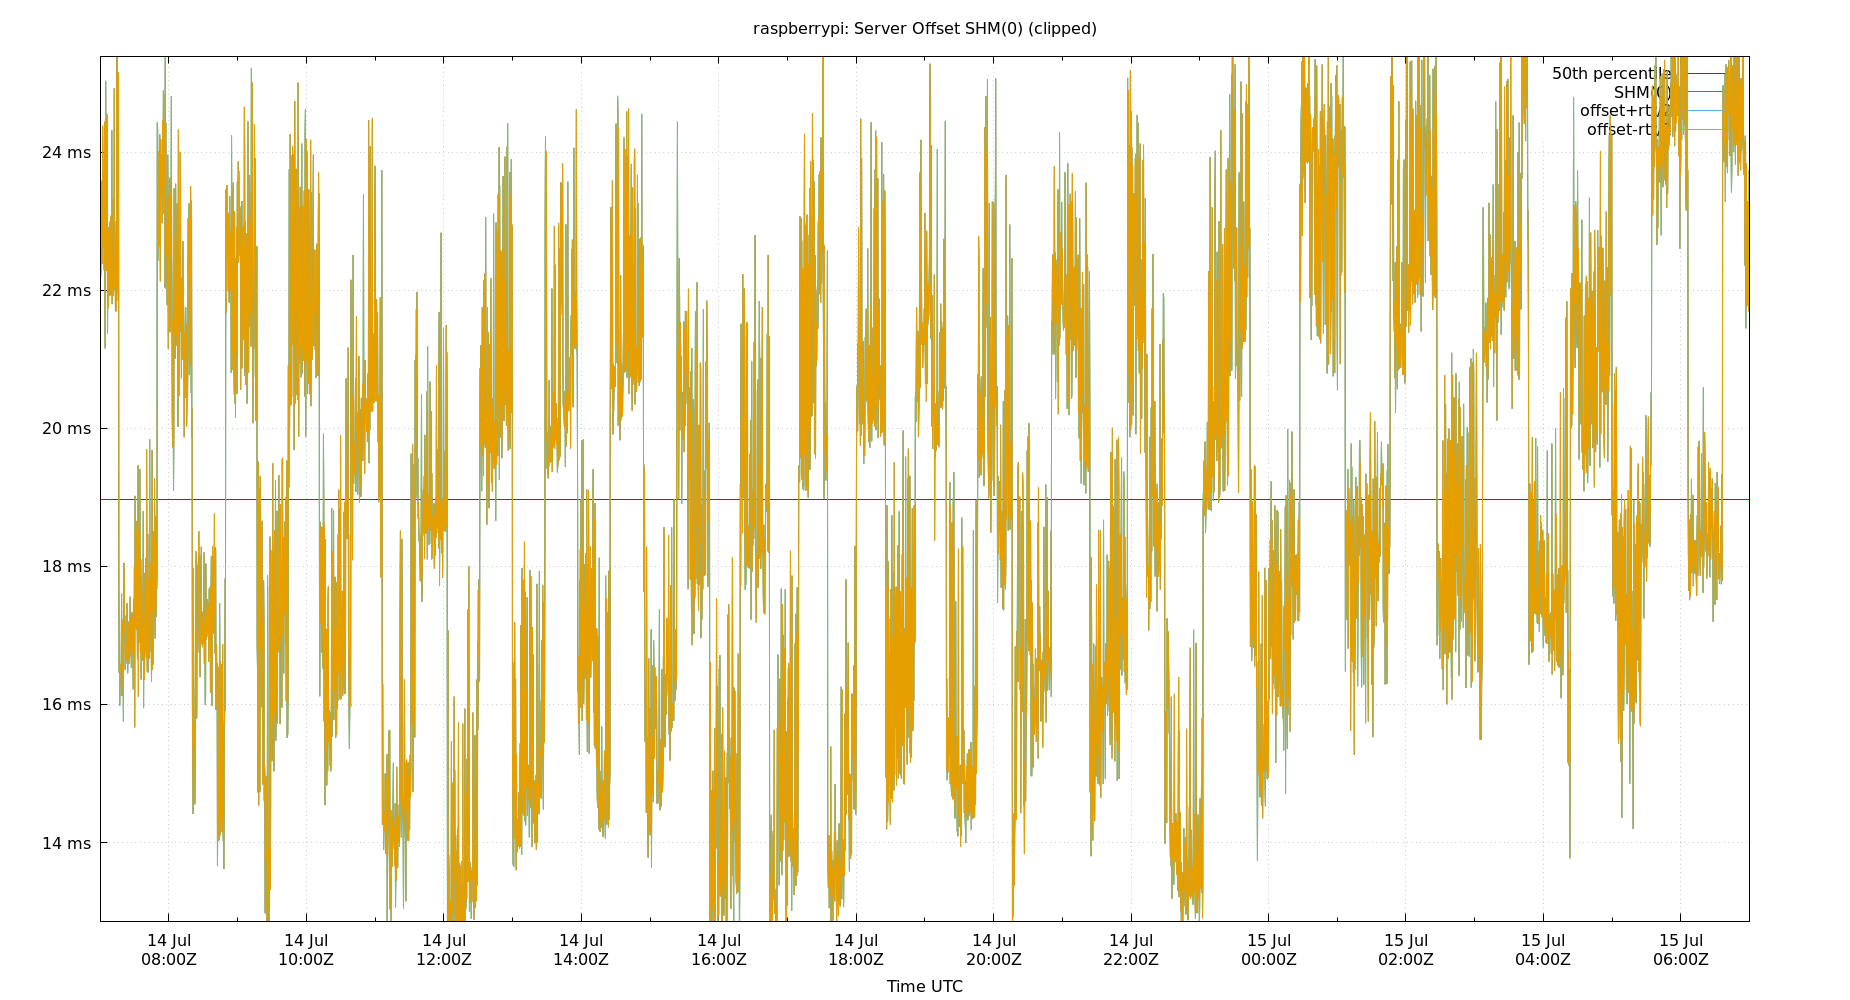 raspberrypi: Server Offset SHM(0) (clipped)
50th percentile
SHM(0)
offset+rtt/2
offset-rtt/2
24 ms
22 ms
20 ms
18 ms
16 ms
14 ms
14 Jul 14 Jul 14 Jul 14 Jul 14 Jul 14 Jul 14 Jul 14 Jul 15 Jul 15 Jul 15 Jul 15 Jul
08:00Z 10:00Z 12:00Z 14:00Z 16:00Z 18:00Z 20:00Z 22:00Z 00:00Z 02:00Z 04:00Z 06:00Z
Time UTC